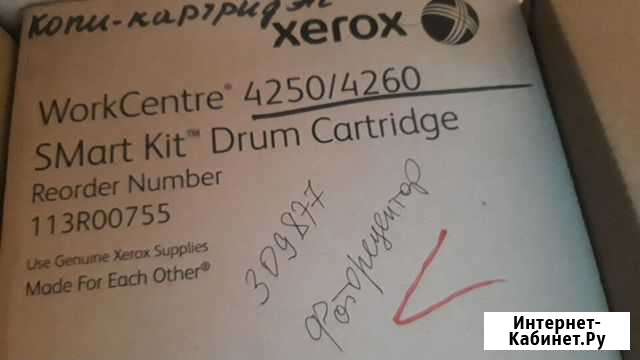 копи-картридж
xerox
WorkCentre® 4250/4260
SMart Kit™ Drum Cartridge
Reorder Number
113R00755
Use Genuine Xerox Supplies
Made For Each Other®
309877
Фоторецептор
Интернет-
Кабинет.Ру